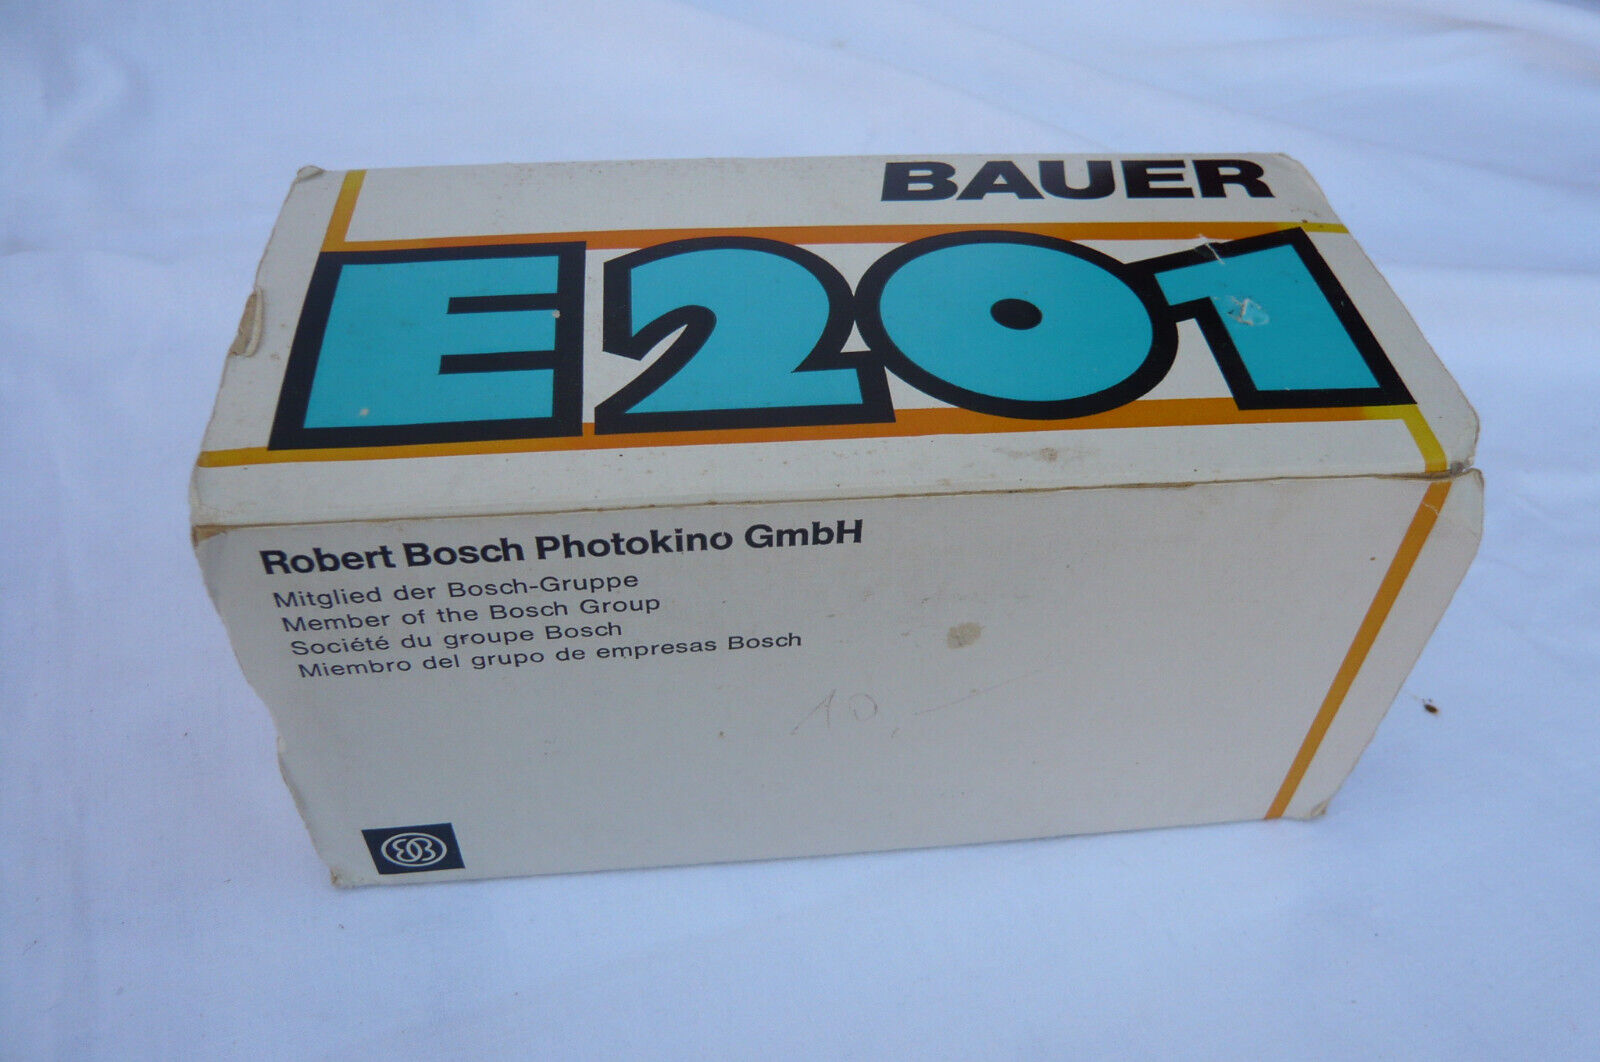 BAUER
E201
Robert Bosch Photokino GmbH
Mitglied der Bosch-Gruppe
Member of the Bosch Group
Société du groupe Bosch
Miembro del grupo de empresas Bosch
10,—